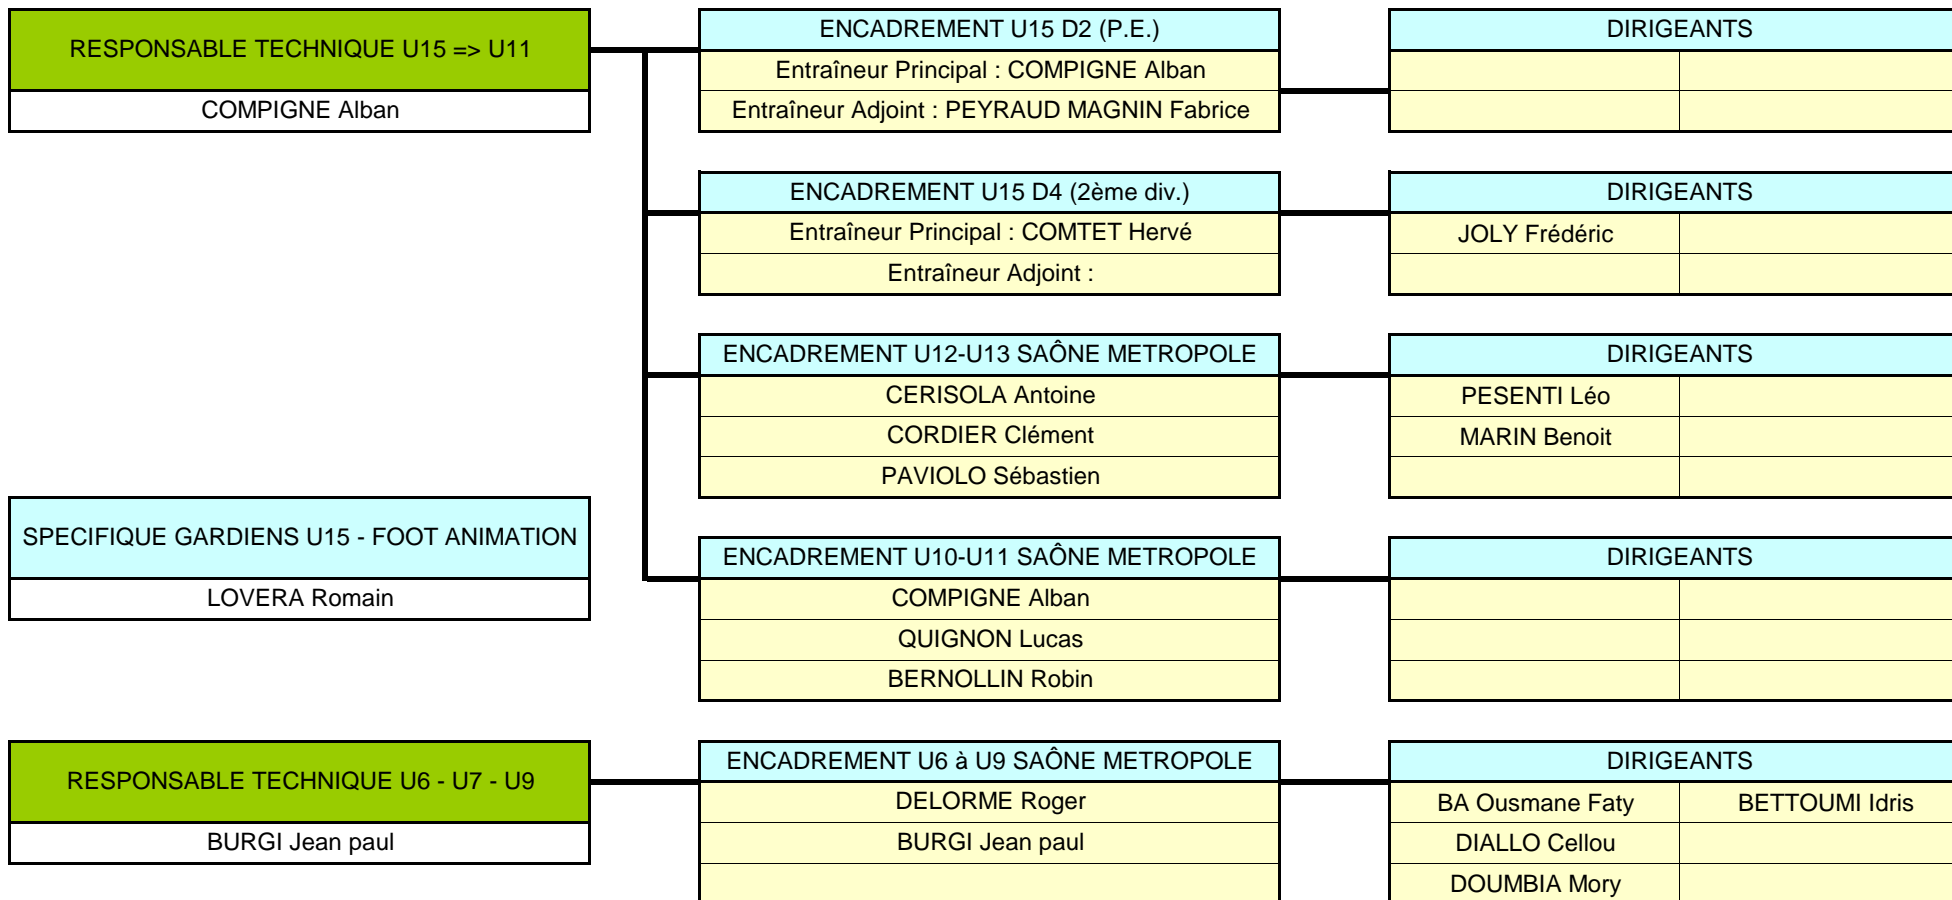 RESPONSABLE TECHNIQUE U15 => U11
COMPIGNE Alban
ENCADREMENT U15 D2 (P.E.)
Entraîneur Principal : COMPIGNE Alban
Entraîneur Adjoint : PEYRAUD MAGNIN Fabrice
DIRIGEANTS
ENCADREMENT U15 D4 (2ème div.)
Entraîneur Principal : COMTET Hervé
Entraîneur Adjoint :
DIRIGEANTS
JOLY Frédéric
ENCADREMENT U12-U13 SAÔNE METROPOLE
CERISOLA Antoine
CORDIER Clément
PAVIOLO Sébastien
DIRIGEANTS
PESENTI Léo
MARIN Benoit
SPECIFIQUE GARDIENS U15 - FOOT ANIMATION
LOVERA Romain
ENCADREMENT U10-U11 SAÔNE METROPOLE
COMPIGNE Alban
QUIGNON Lucas
BERNOLLIN Robin
DIRIGEANTS
RESPONSABLE TECHNIQUE U6 - U7 - U9
BURGI Jean paul
ENCADREMENT U6 à U9 SAÔNE METROPOLE
DELORME Roger
BURGI Jean paul
DIRIGEANTS
BA Ousmane Faty
BETTOUMI Idris
DIALLO Cellou
DOUMBIA Mory